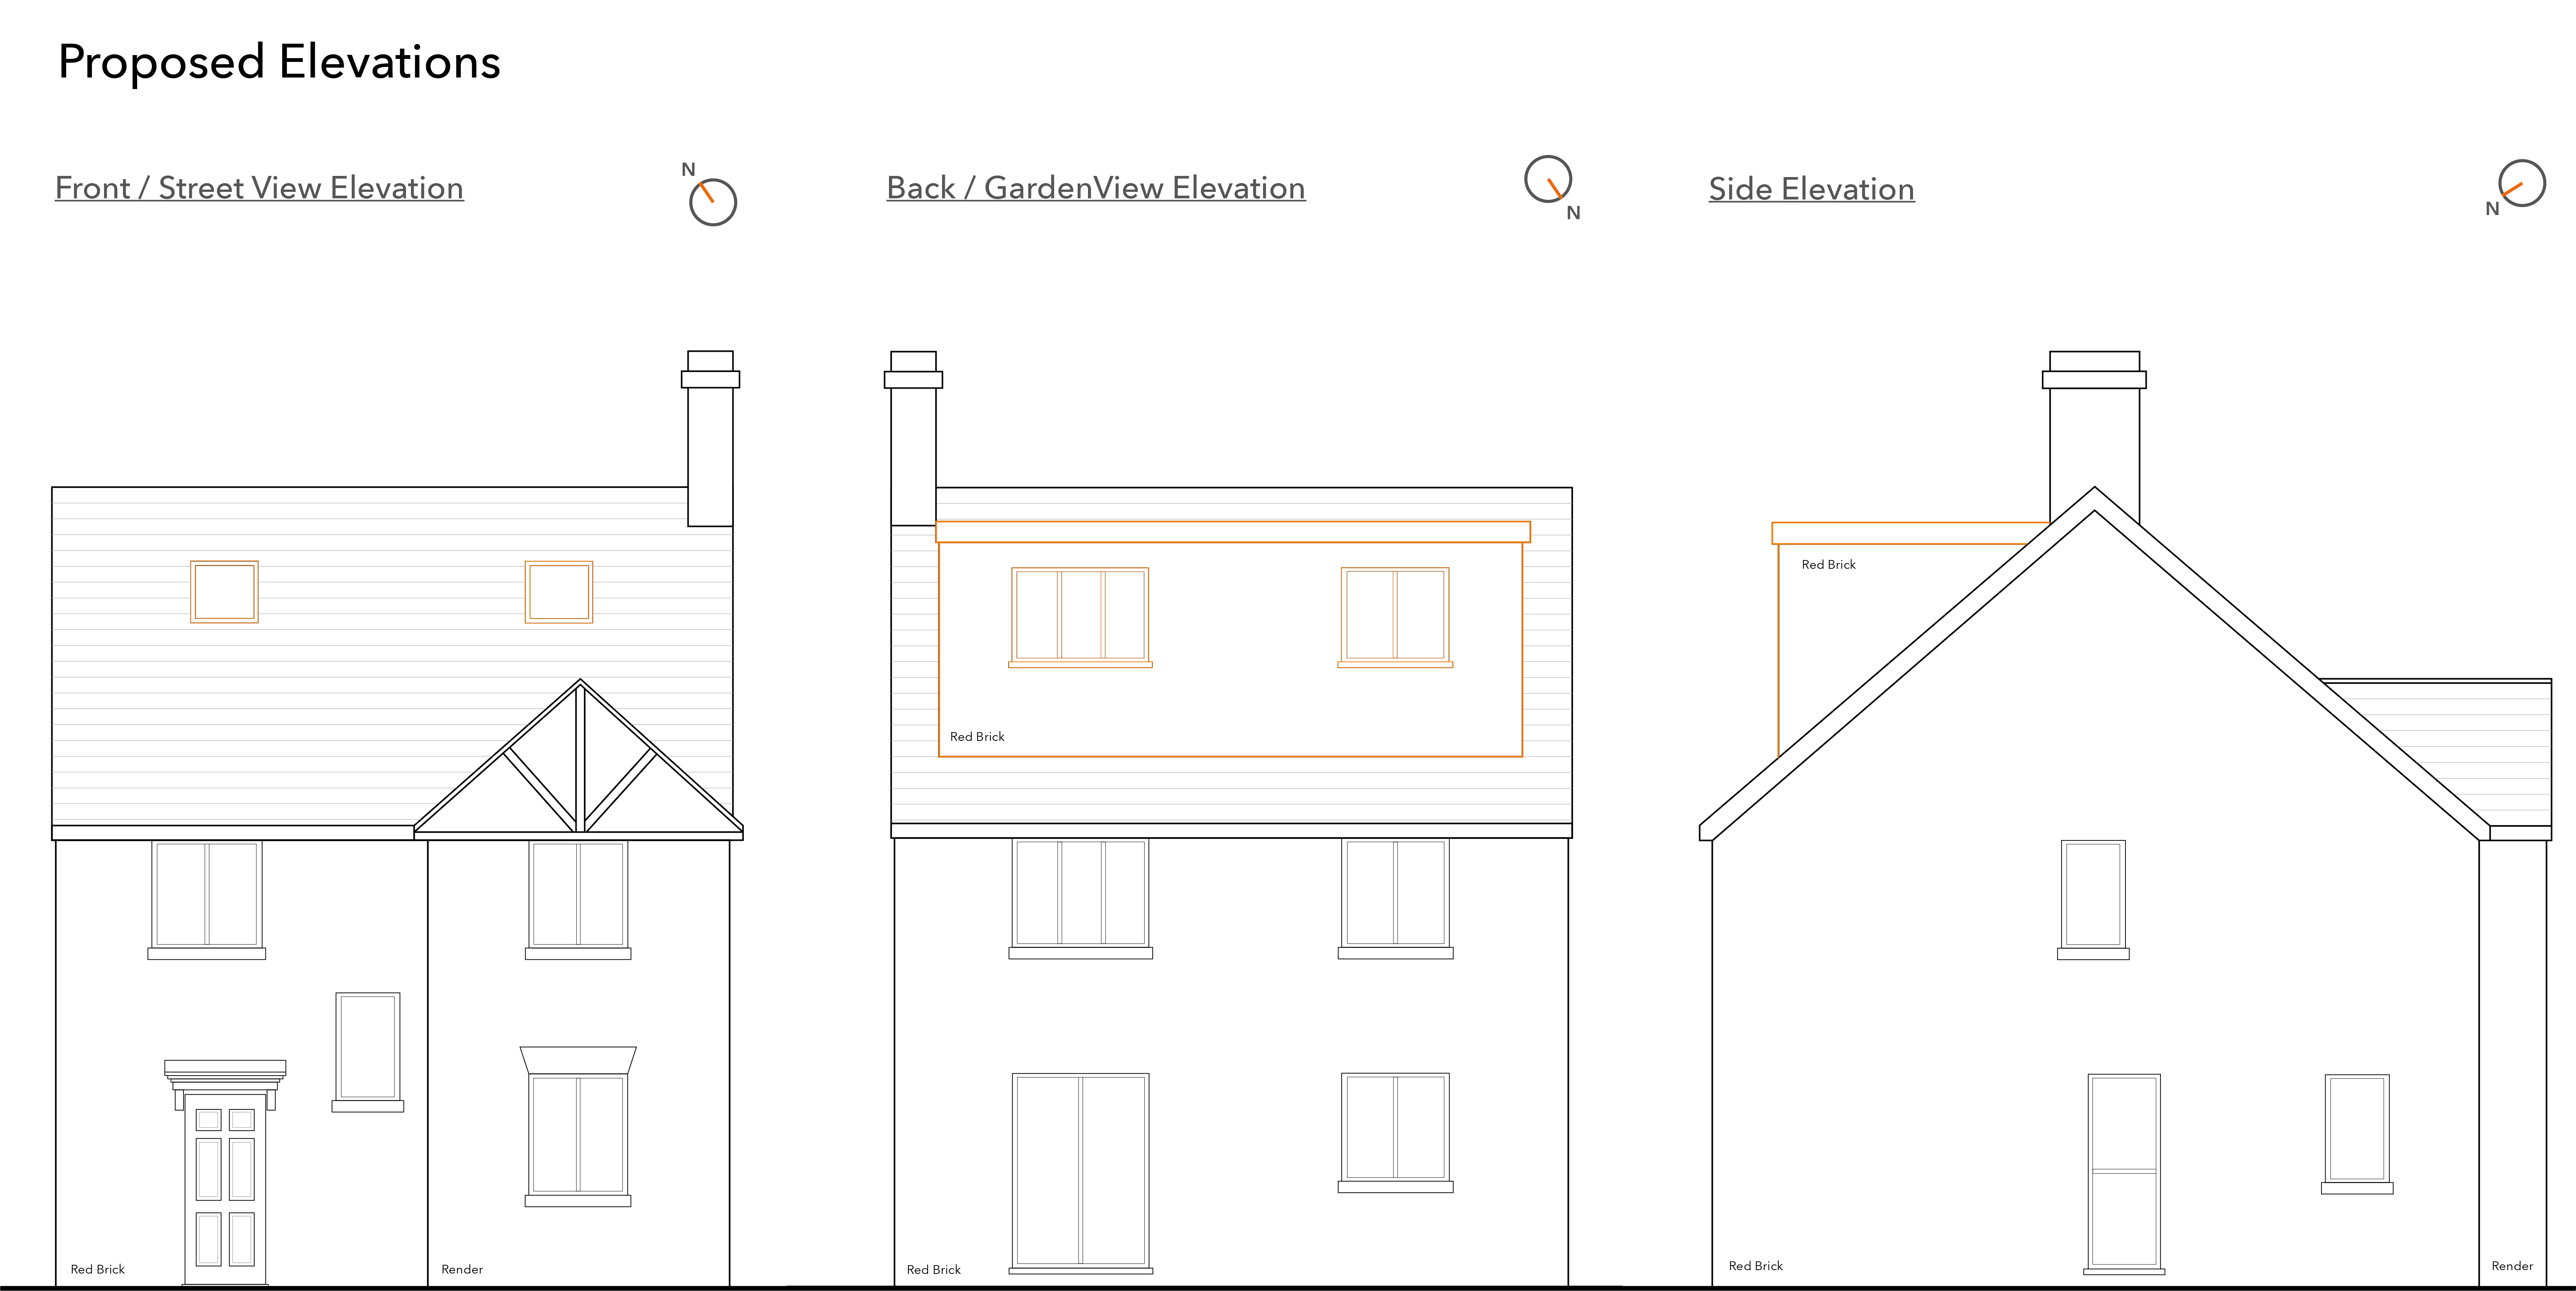 Proposed Elevations
Front / Street View Elevation
N
Back / GardenView Elevation
N
Side Elevation
N
Red Brick
Red Brick
Red Brick
Render
Red Brick
Red Brick
Render